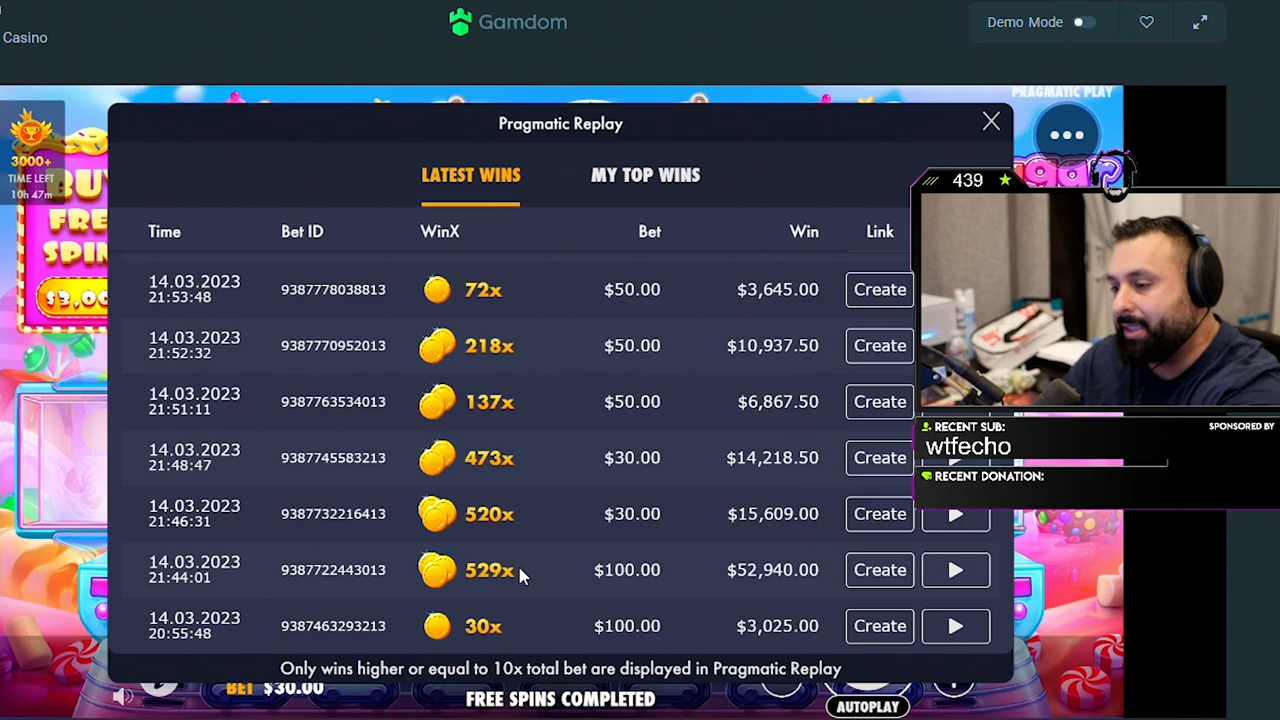 Casino
Gamdom
Demo Mode
PRAGMATIC PLAY
Pragmatic Replay
3000+
TIME LEFT
10h 47m
BUY
FREE
SPIN
$3,00
LATEST WINS
MY TOP WINS
439
Time Bet ID WinX Bet Win Link
14.03.2023
21:53:48
9387778038813 72x $50.00 $3,645.00 Create
14.03.2023
21:52:32
9387770952013 218x $50.00 $10,937.50 Create
14.03.2023
21:51:11
9387763534013 137x $50.00 $6,867.50 Create
14.03.2023
21:48:47
9387745583213 473x $30.00 $14,218.50 Create
14.03.2023
21:46:31
9387732216413 520x $30.00 $15,609.00 Create
14.03.2023
21:44:01
9387722443013 529x $100.00 $52,940.00 Create
14.03.2023
20:55:48
9387463293213 30x $100.00 $3,025.00 Create
RECENT SUB:
SPONSORED BY
wtfecho
RECENT DONATION:
Only wins higher or equal to 10x total bet are displayed in Pragmatic Replay
BET $30.00
FREE SPINS COMPLETED
AUTOPLAY